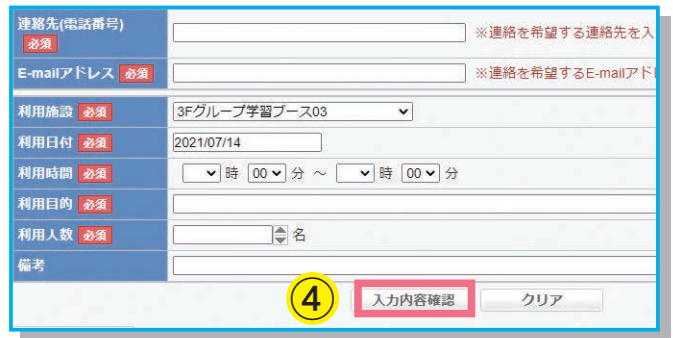 連絡先(電話番号)
必須
※連絡を希望する連絡先を入
E-mailアドレス 必須
※連絡を希望するE-mailアド
利用施設 必須
3Fグループ学習ブース03
利用日付 必須
2021/07/14
利用時間 必須
時 00 分 ～ 時 00 分
利用目的 必須
利用人数 必須
名
備考
④ 入力内容確認 クリア